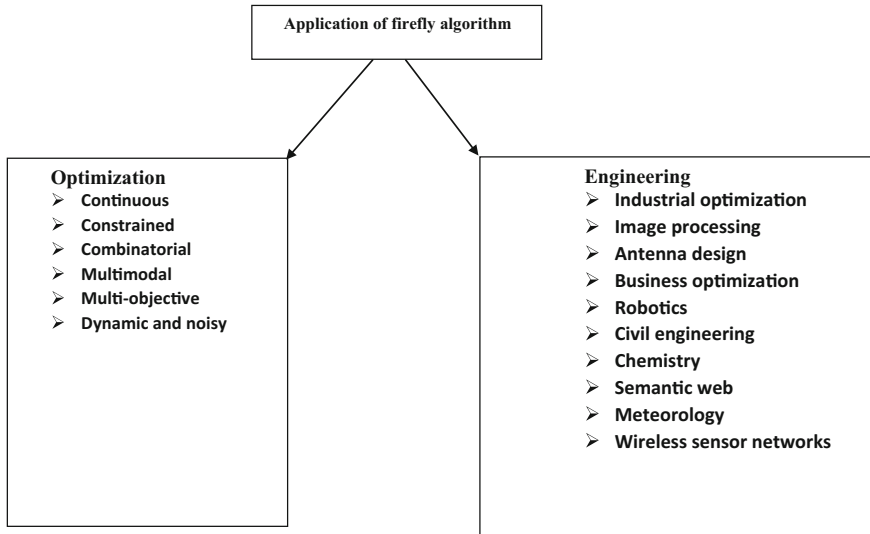 Application of firefly algorithm
Optimization
➢ Continuous
➢ Constrained
➢ Combinatorial
➢ Multimodal
➢ Multi-objective
➢ Dynamic and noisy
Engineering
➢ Industrial optimization
➢ Image processing
➢ Antenna design
➢ Business optimization
➢ Robotics
➢ Civil engineering
➢ Chemistry
➢ Semantic web
➢ Meteorology
➢ Wireless sensor networks